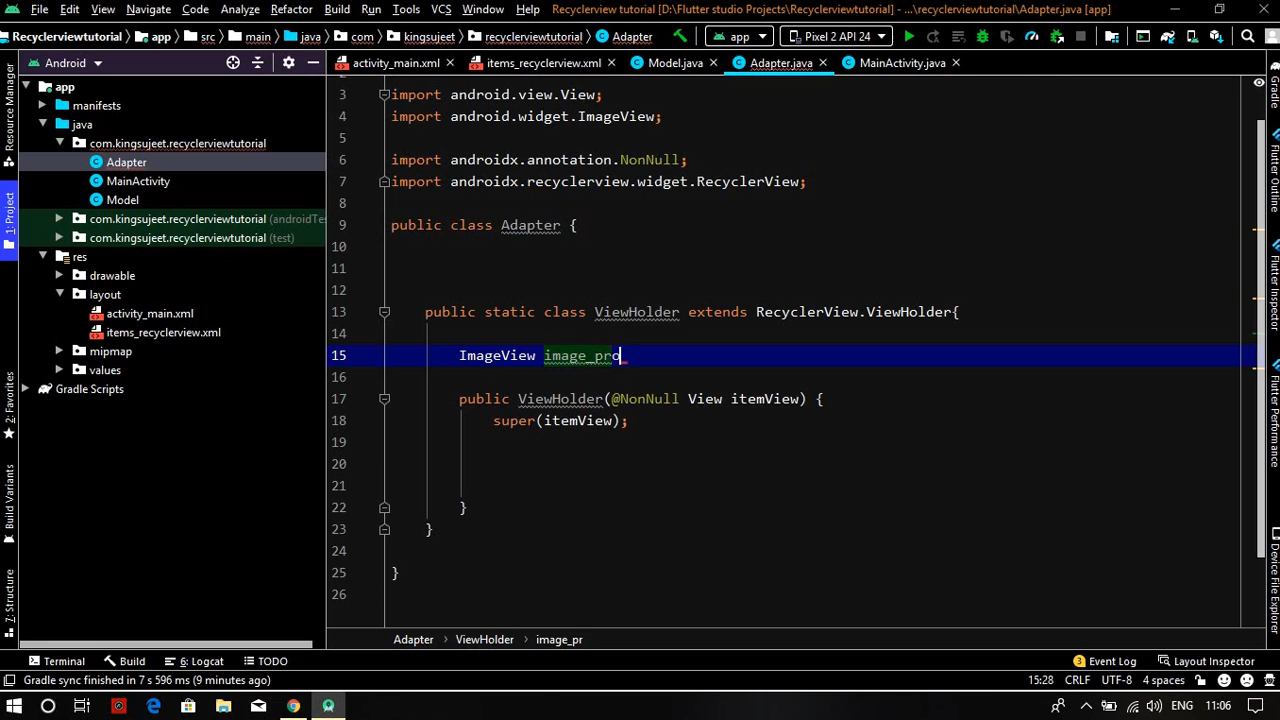 File Edit View Navigate Code Analyze Refactor Build Run Tools VCS Window Help Recyclerview tutorial [D:\Flutter studio Projects\Recyclerviewtutorial] - ...\recyclerviewtutorial\Adapter.java [app]
Recyclerviewtutorial app src main java com kingsujeet recyclerviewtutorial Adapter app Pixel 2 API 24
Android activity_main.xml items_recyclerview.xml Model.java Adapter.java MainActivity.java
app
manifests
java
com.kingsujeet.recyclerviewtutorial
Adapter
MainActivity
Model
com.kingsujeet.recyclerviewtutorial (androidTes
com.kingsujeet.recyclerviewtutorial (test)
res
drawable
layout
activity_main.xml
items_recyclerview.xml
mipmap
values
Gradle Scripts
Resource Manager
1: Project
2: Favorites
Build Variants
7: Structure
3 import android.view.View;
4 import android.widget.ImageView;
5
6 import androidx.annotation.NonNull;
7 import androidx.recyclerview.widget.RecyclerView;
8
9 public class Adapter {
10
11
12
13 public static class ViewHolder extends RecyclerView.ViewHolder{
14
15 ImageView image_pro
16
17 public ViewHolder(@NonNull View itemView) {
18 super(itemView);
19
20
21
22 }
23 }
24
25 }
26
Gradle
Flutter Outline
Flutter Inspector
Flutter Performance
Device File Explorer
Adapter ViewHolder image_pr
Terminal Build 6: Logcat TODO 3 Event Log Layout Inspector
Gradle sync finished in 7 s 596 ms (9 minutes ago) 15:28 CRLF UTF-8 4 spaces
ENG 11:06